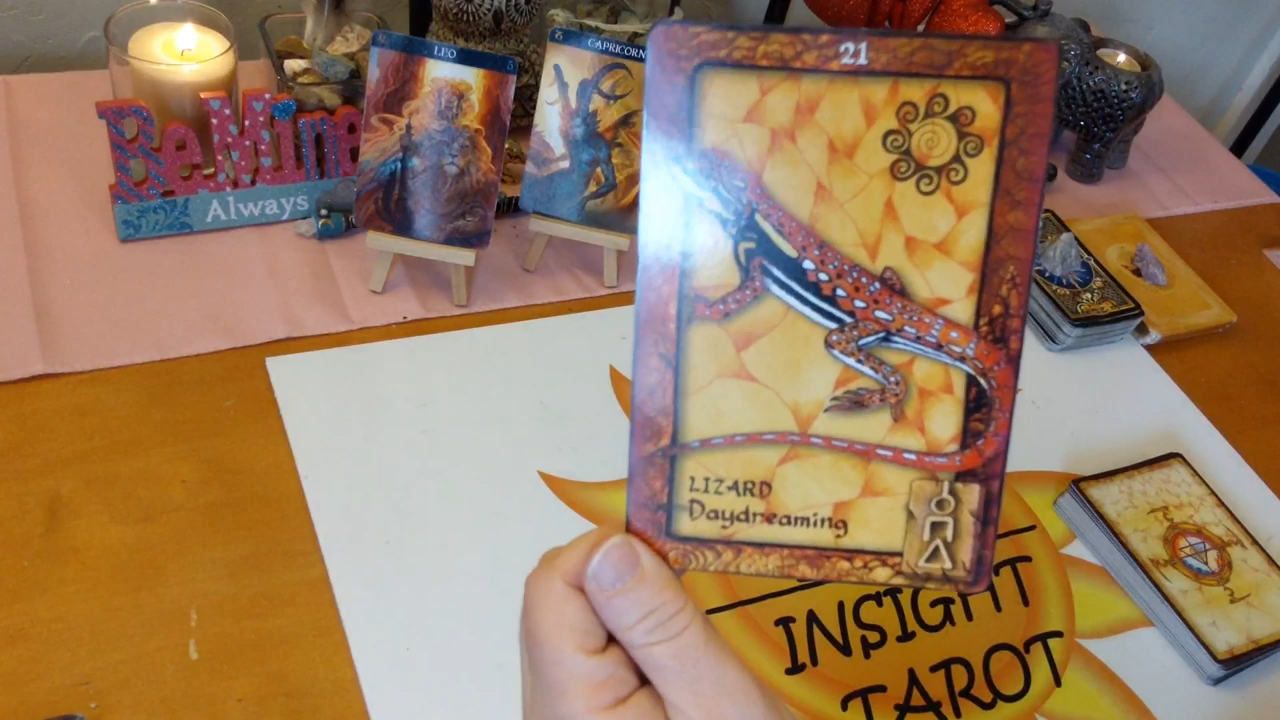 LEO
CAPRICORN
Be Mine
Always
21
LIZARD
Daydreaming
INSIGHT
TAROT